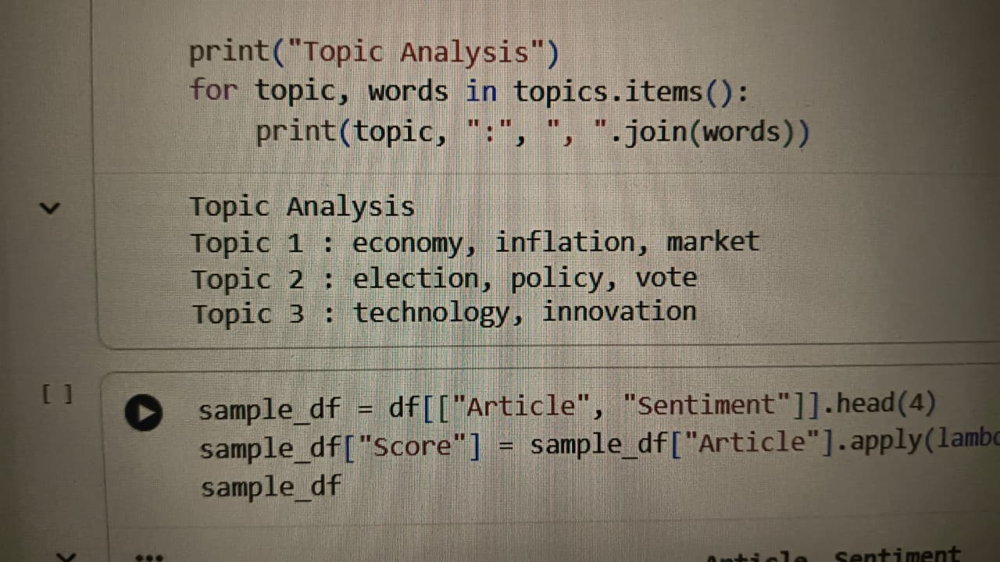 print("Topic Analysis")
for topic, words in topics.items():
    print(topic, ":", ", ".join(words))
Topic Analysis
Topic 1 : economy, inflation, market
Topic 2 : election, policy, vote
Topic 3 : technology, innovation
[ ]
sample_df = df[["Article", "Sentiment"]].head(4)
sample_df["Score"] = sample_df["Article"].apply(lamb
sample_df
...
Article Sentiment